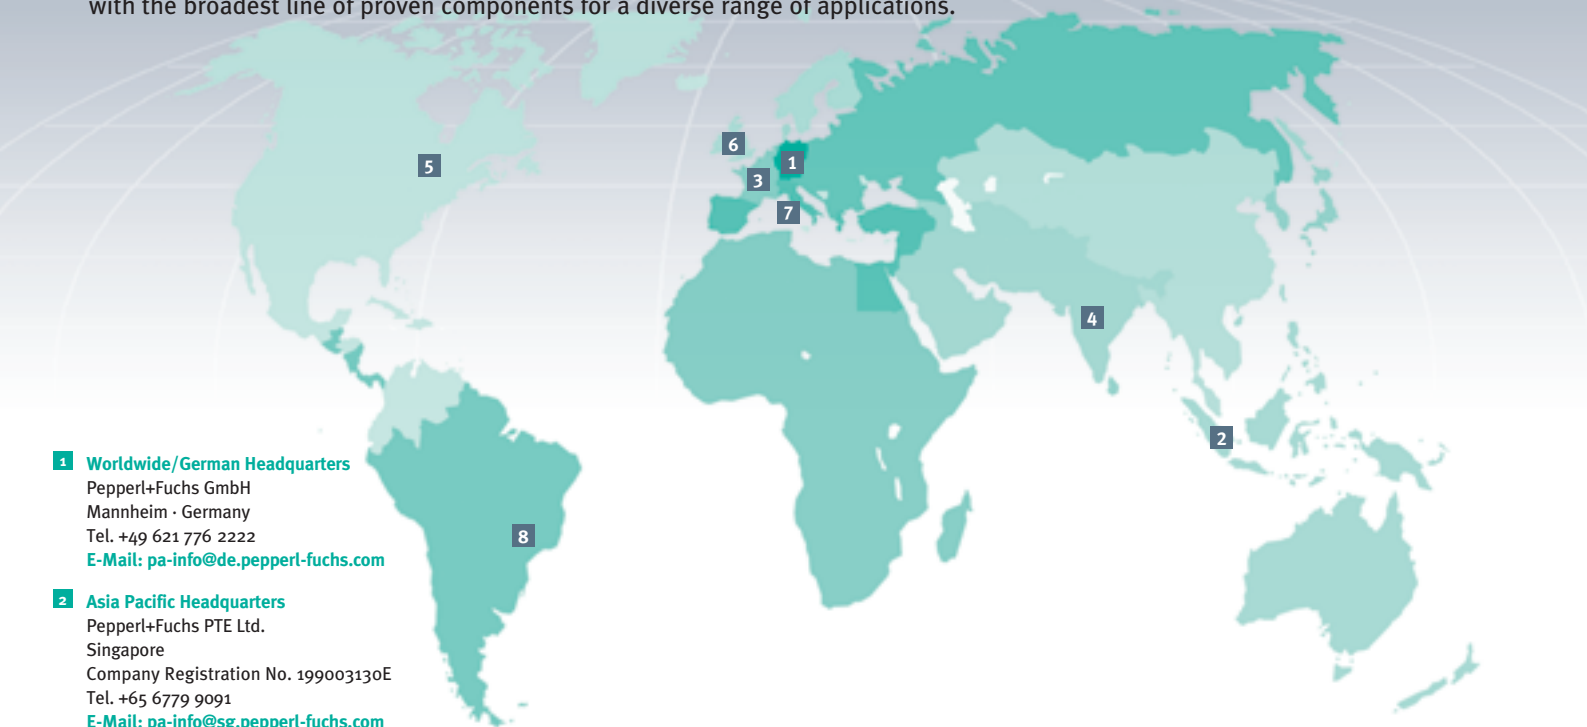 with the broadest line of proven components for a diverse range of applications.
6
1
5
3
7
4
2
8
1 Worldwide/German Headquarters
Pepperl+Fuchs GmbH
Mannheim · Germany
Tel. +49 621 776 2222
E-Mail: pa-info@de.pepperl-fuchs.com
2 Asia Pacific Headquarters
Pepperl+Fuchs PTE Ltd.
Singapore
Company Registration No. 199003130E
Tel. +65 6779 9091
E-Mail: pa-info@sg.pepperl-fuchs.com